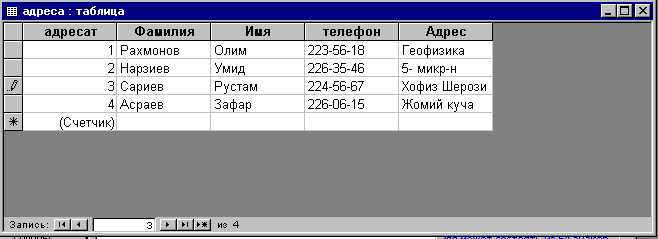 адреса : таблица
адресат Фамилия Имя телефон Адрес
1 Рахмонов Олим 223-56-18 Геофизика
2 Нарзиев Умид 226-35-46 5- микр-н
3 Сариев Рустам 224-56-67 Хофиз Шерози
4 Асраев Зафар 226-06-15 Жомий куча
(Счетчик)
Запись: 3 из 4